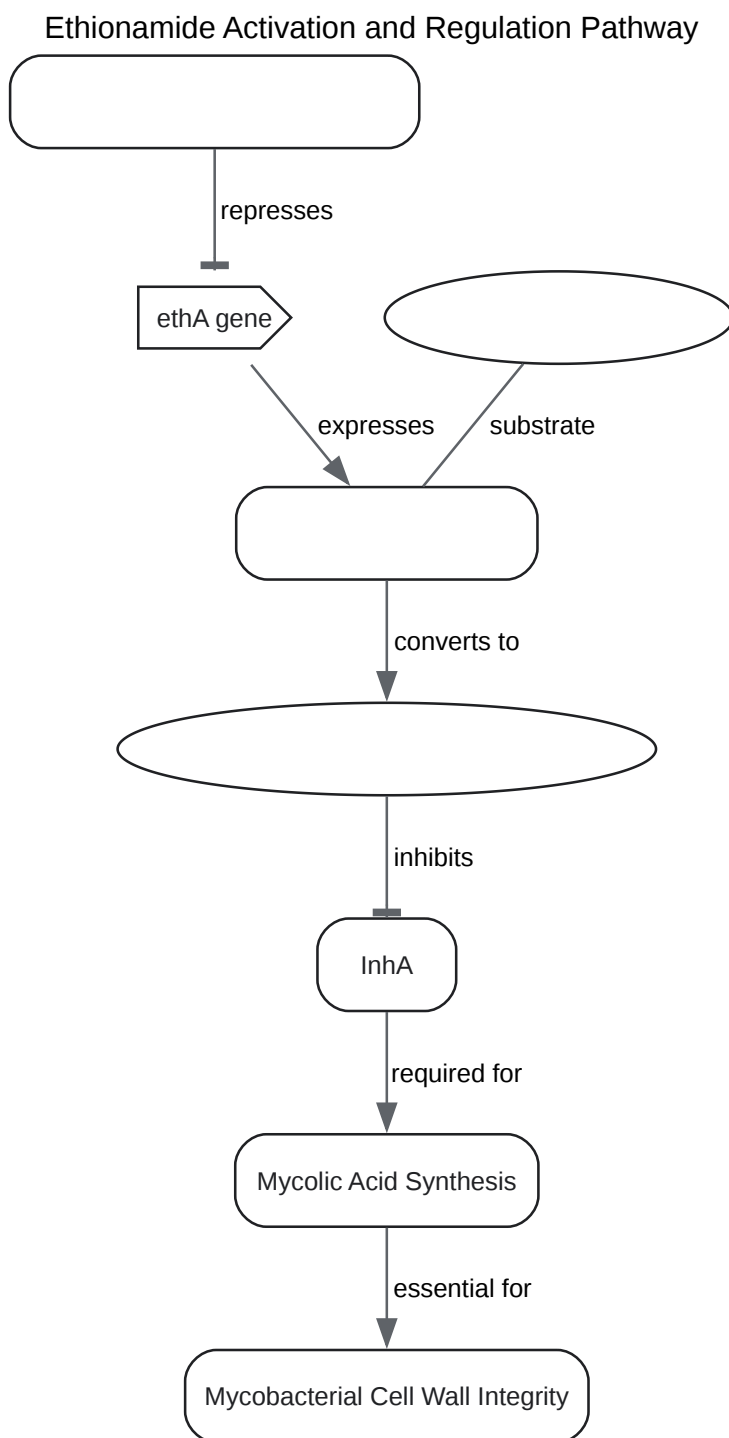 Ethionamide Activation and Regulation Pathway
represses
ethA gene
expresses
substrate
converts to
inhibits
InhA
required for
Mycolic Acid Synthesis
essential for
Mycobacterial Cell Wall Integrity